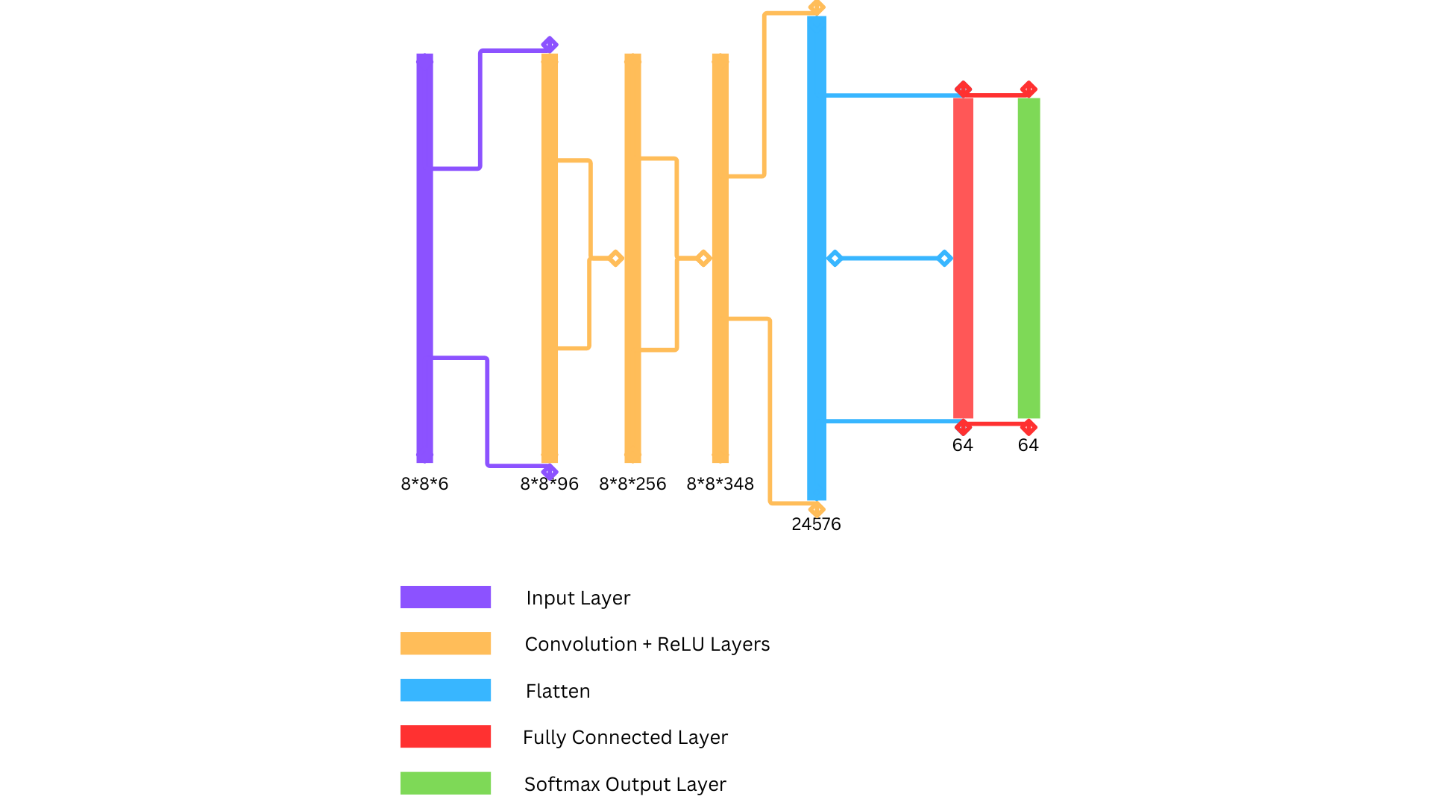 64
64
8*8*6
8*8*96
8*8*256
8*8*348
24576
Input Layer
Convolution + ReLU Layers
Flatten
Fully Connected Layer
Softmax Output Layer